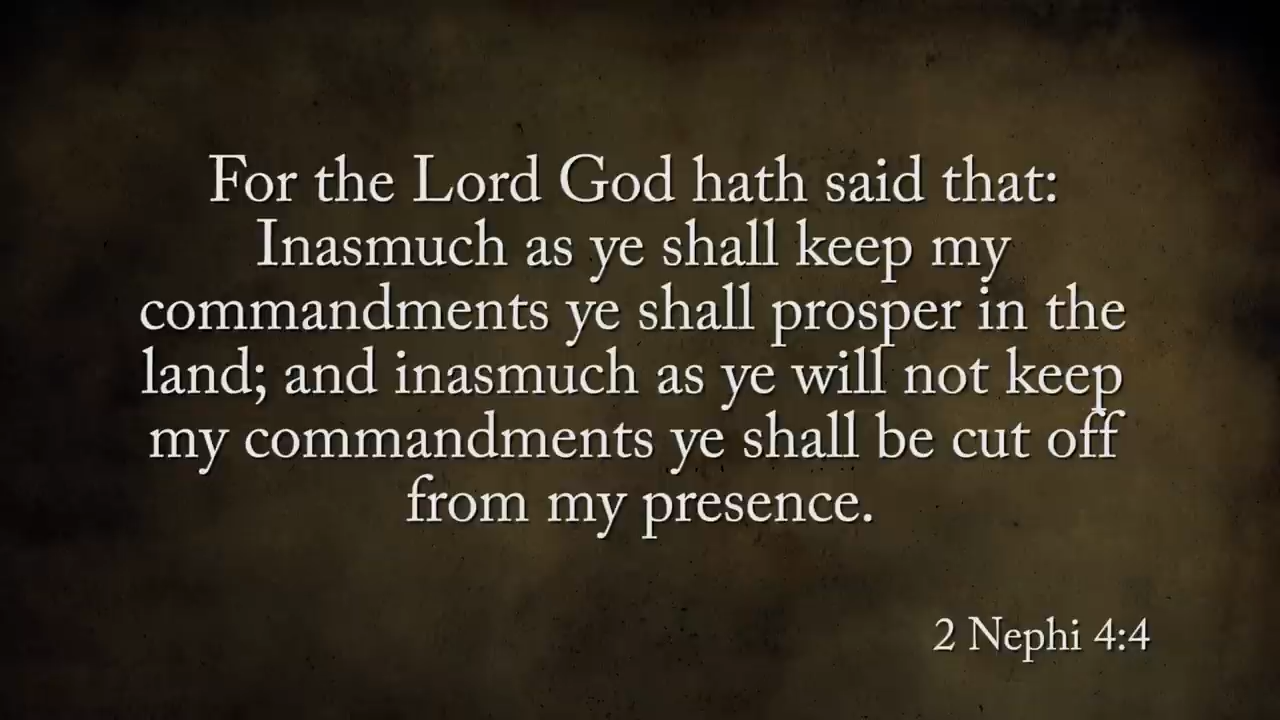 For the Lord God hath said that:
Inasmuch as ye shall keep my
commandments ye shall prosper in the
land; and inasmuch as ye will not keep
my commandments ye shall be cut off
from my presence.
2 Nephi 4:4